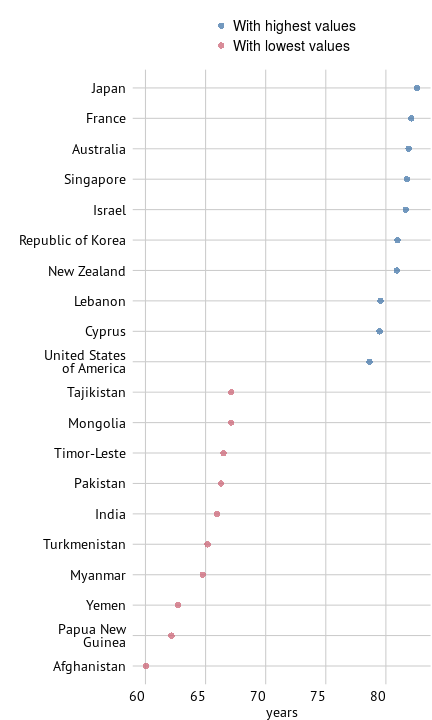 With highest values
With lowest values
Japan
France
Australia
Singapore
Israel
Republic of Korea
New Zealand
Lebanon
Cyprus
United States
of America
Tajikistan
Mongolia
Timor-Leste
Pakistan
India
Turkmenistan
Myanmar
Yemen
Papua New
Guinea
Afghanistan
60 65 70 75 80
years